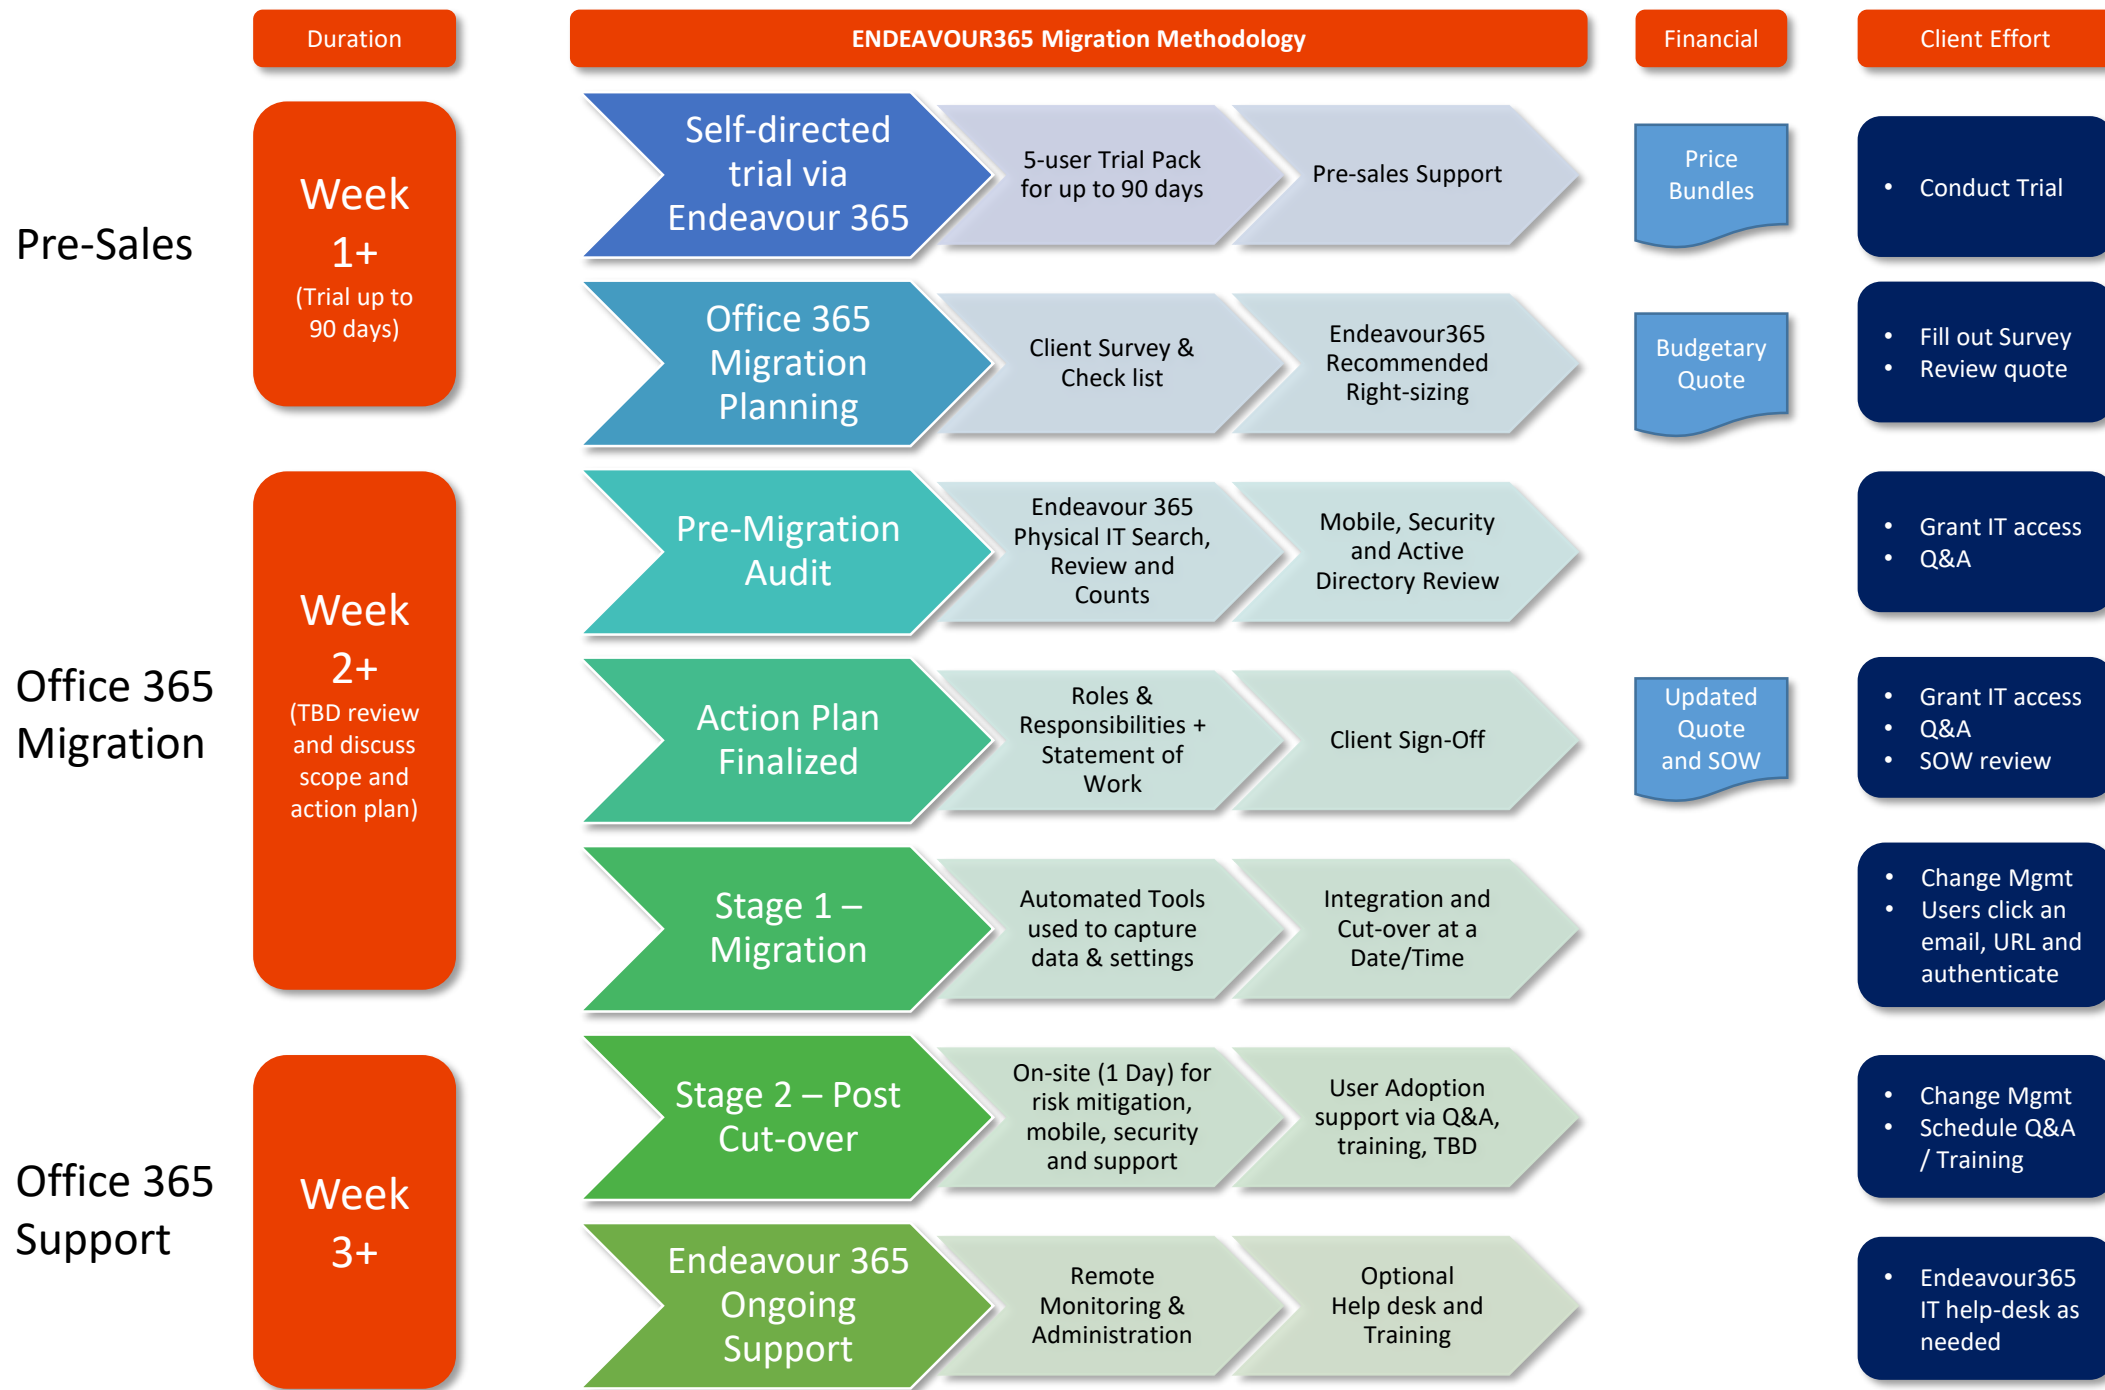 Duration
ENDEAVOUR365 Migration Methodology
Financial
Client Effort
Pre-Sales
Week
1+
(Trial up to
90 days)
Self-directed
trial via
Endeavour 365
5-user Trial Pack
for up to 90 days
Pre-sales Support
Price
Bundles
• Conduct Trial
Office 365
Migration
Planning
Client Survey &
Check list
Endeavour365
Recommended
Right-sizing
Budgetary
Quote
• Fill out Survey
• Review quote
Office 365
Migration
Week
2+
(TBD review
and discuss
scope and
action plan)
Pre-Migration
Audit
Endeavour 365
Physical IT Search,
Review and
Counts
Mobile, Security
and Active
Directory Review
• Grant IT access
• Q&A
Action Plan
Finalized
Roles &
Responsibilities +
Statement of
Work
Client Sign-Off
Updated
Quote
and SOW
• Grant IT access
• Q&A
• SOW review
Stage 1 –
Migration
Automated Tools
used to capture
data & settings
Integration and
Cut-over at a
Date/Time
• Change Mgmt
• Users click an
email, URL and
authenticate
Office 365
Support
Week
3+
Stage 2 – Post
Cut-over
On-site (1 Day) for
risk mitigation,
mobile, security
and support
User Adoption
support via Q&A,
training, TBD
• Change Mgmt
• Schedule Q&A
/ Training
Endeavour 365
Ongoing
Support
Remote
Monitoring &
Administration
Optional
Help desk and
Training
• Endeavour365
IT help-desk as
needed